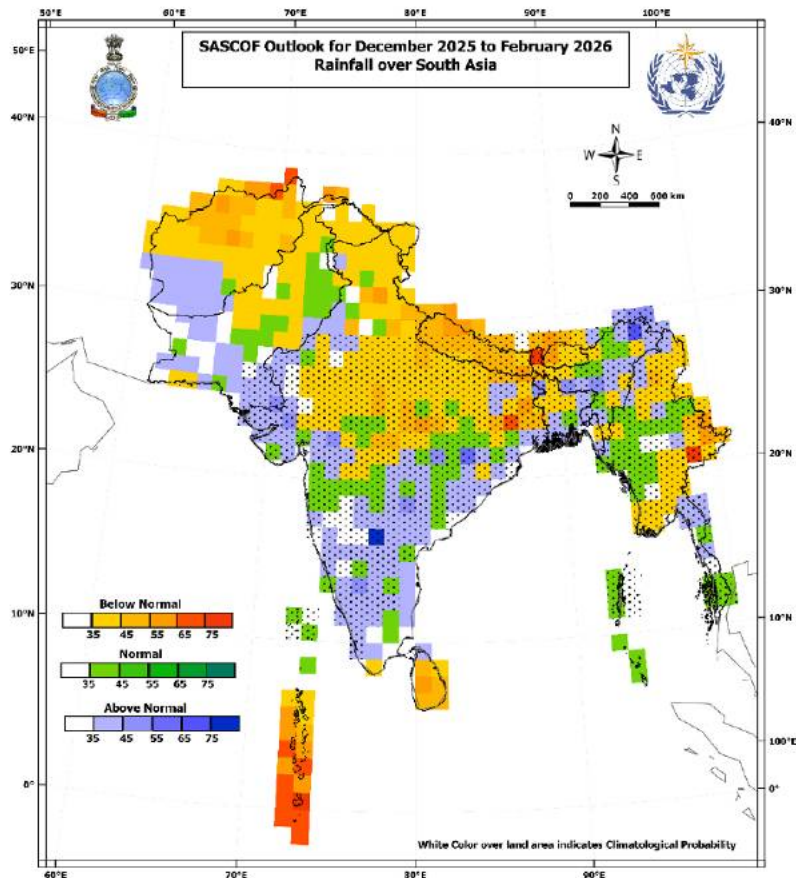 50°E 60°E 70°E 80°E 90°E 100°E
SASCOF Outlook for December 2025 to February 2026
Rainfall over South Asia
50°N
40°N 40°N
N
W E
S
0 200 400 600 km
30°N 30°N
20°N 20°N
10°N 10°N
Below Normal
35 45 55 65 75
Normal
35 45 55 65 75
Above Normal
35 45 55 65 75
100°E
0° 0°
White Color over land area indicates Climatological Probability
60°E 70°E 80°E 90°E